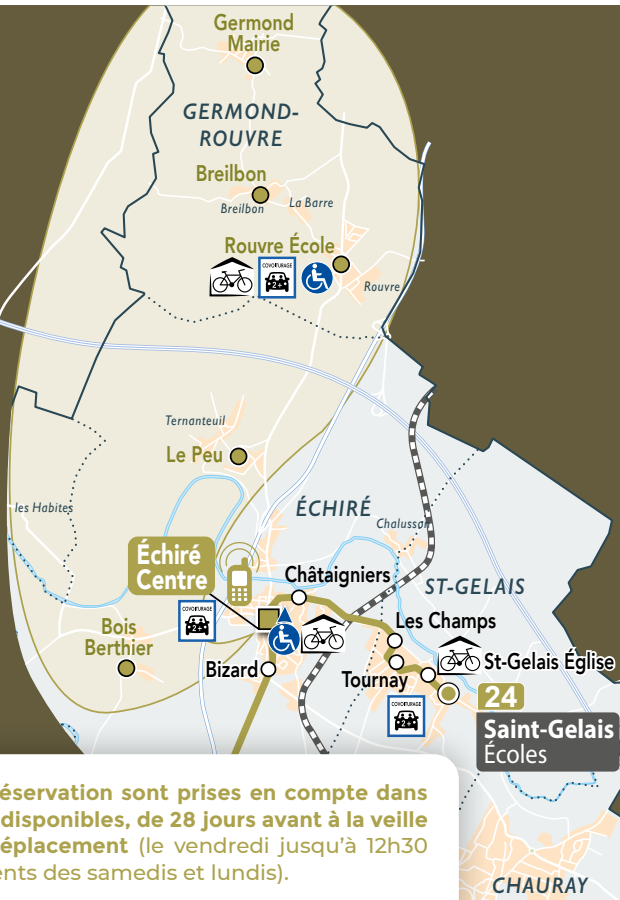 Germond
Mairie
GERMOND-
ROUVRE
Breilbon
Breilbon
La Barre
Rouvre École
COVOITURAGE
Rouvre
Ternanteuil
Le Peu
les Habites
ÉCHIRÉ
Chalusson
Échiré
Centre
Châtaigniers
ST-GELAIS
COVOITURAGE
Les Champs
Bois
Berthier
Bizard
Tournay
St-Gelais Église
COVOITURAGE
24
Saint-Gelais
Écoles
éservation sont prises en compte dans
disponibles, de 28 jours avant à la veille
éplacement (le vendredi jusqu'à 12h30
ents des samedis et lundis).
CHAURAY